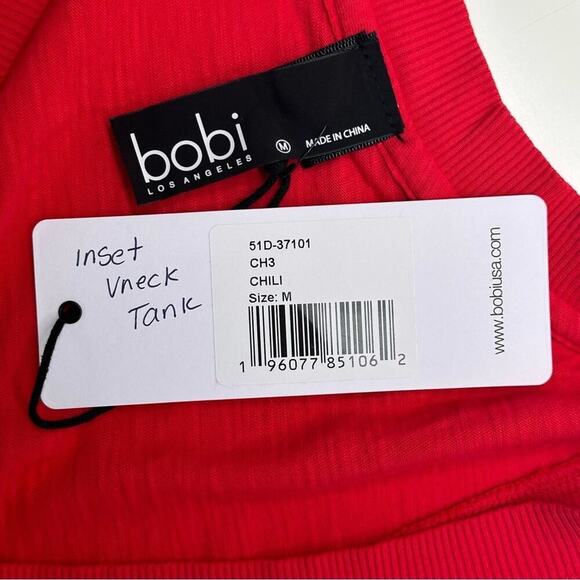 bobi
LOS ANGELES
M
MADE IN CHINA
Inset
Vneck
Tank
51D-37101
CH3
CHILI
Size: M
1 96077 85106 2
www.bobiusa.com